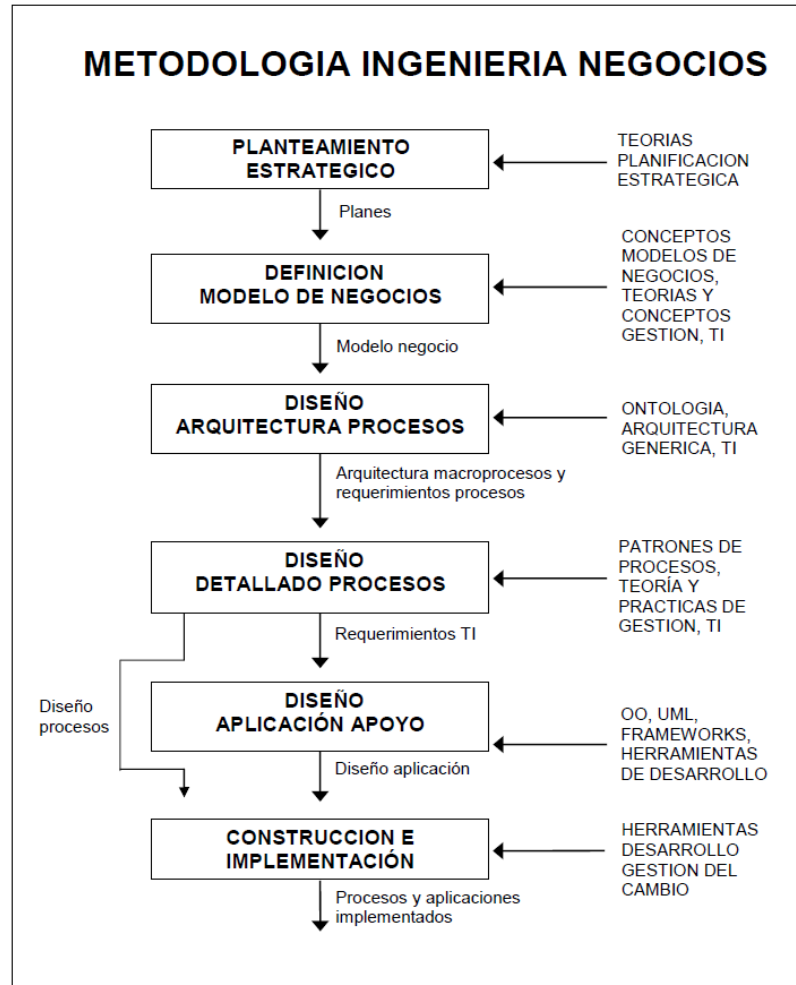 METODOLOGIA INGENIERIA NEGOCIOS
PLANTEAMIENTO
ESTRATEGICO
TEORÍAS
PLANIFICACION
ESTRATEGICA
Planes
DEFINICION
MODELO DE NEGOCIOS
CONCEPTOS
MODELOS DE
NEGOCIOS,
TEORIAS Y
CONCEPTOS
GESTION, TI
Modelo negocio
DISEÑO
ARQUITECTURA PROCESOS
ONTOLOGIA,
ARQUITECTURA
GENERICA, TI
Arquitectura macroprocesos y
requerimientos procesos
DISEÑO
DETALLADO PROCESOS
PATRONES DE
PROCESOS,
TEORÍA Y
PRACTICAS DE
GESTION, TI
Requerimientos TI
Diseño
procesos
DISEÑO
APLICACIÓN APOYO
OO, UML,
FRAMEWORKS,
HERRAMIENTAS
DE DESARROLLO
Diseño aplicación
CONSTRUCCION E
IMPLEMENTACIÓN
HERRAMIENTAS
DESARROLLO
GESTION DEL
CAMBIO
Procesos y aplicaciones
implementados